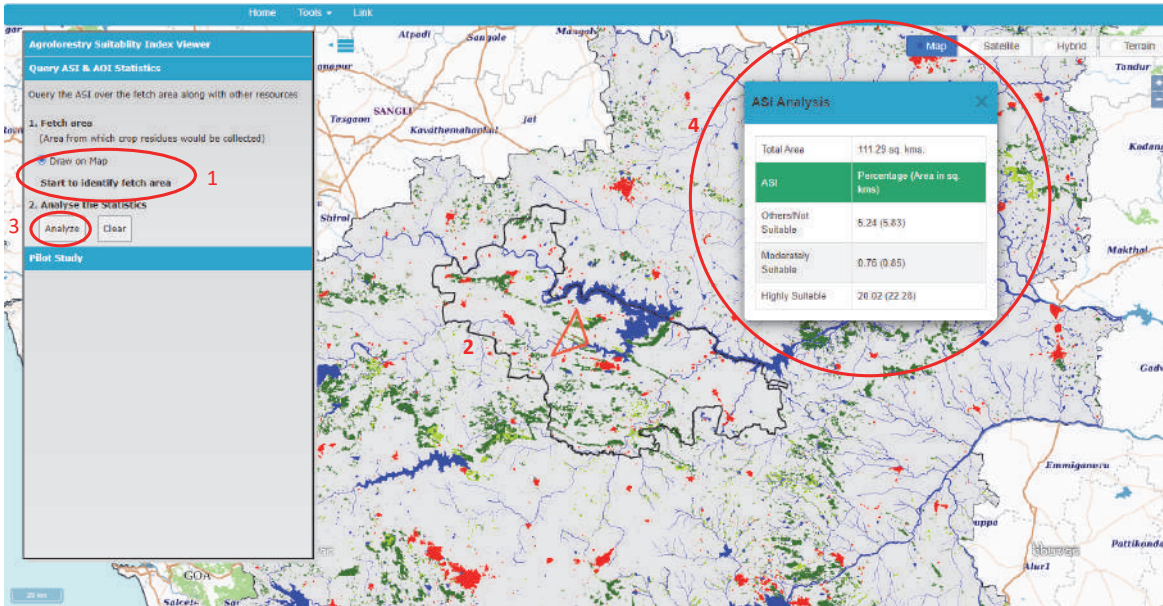 Home Tools Link
Agroforestry Suitablity Index Viewer
Query ASI & AOI Statistics
Query the ASI over the fetch area along with other resources
1. Fetch area
(Area from which crop residues would be collected)
Draw on Map
Start to identify fetch area
1
2. Analyse the Statistics
3
Analyze Clear
Pilot Study
Map Satellite Hybrid Terrain
4
ASI Analysis
Total Area 111.29 sq. kms.
ASI Percentage (Area in sq. kms)
Others/Not Suitable 5.24 (5.83)
Moderately Suitable 0.76 (0.85)
Highly Suitable 20.02 (22.28)
2
Atpadi
Sangole
Tandur
SANGLI
Tasgaon
Kavathemahankal
Jat
Shirol
Makthal
Emmiganuru
Pattikonda
Alur1
GOA
20 km